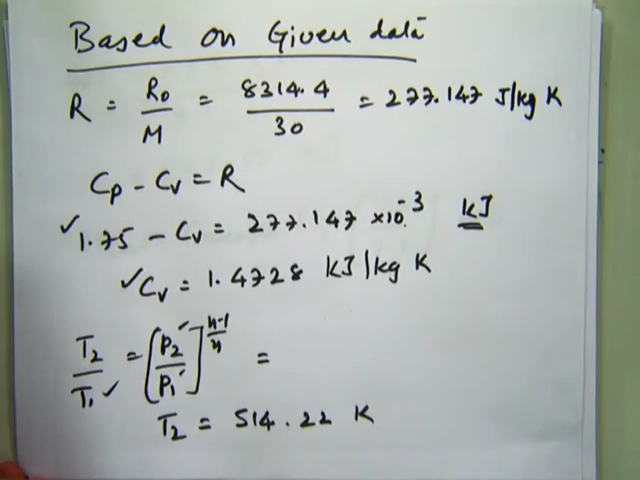 Based on Given data
R = R₀/M = 8314.4/30 = 277.147 J/kg K
Cp - Cv = R
✓1.75 - Cv = 277.147 × 10⁻³ kJ
✓Cv = 1.4728 kJ/kg K
T₂/T₁✓ = [P₂✓/P₁✓]^(n-1)/n =
T₂ = 514.22 K